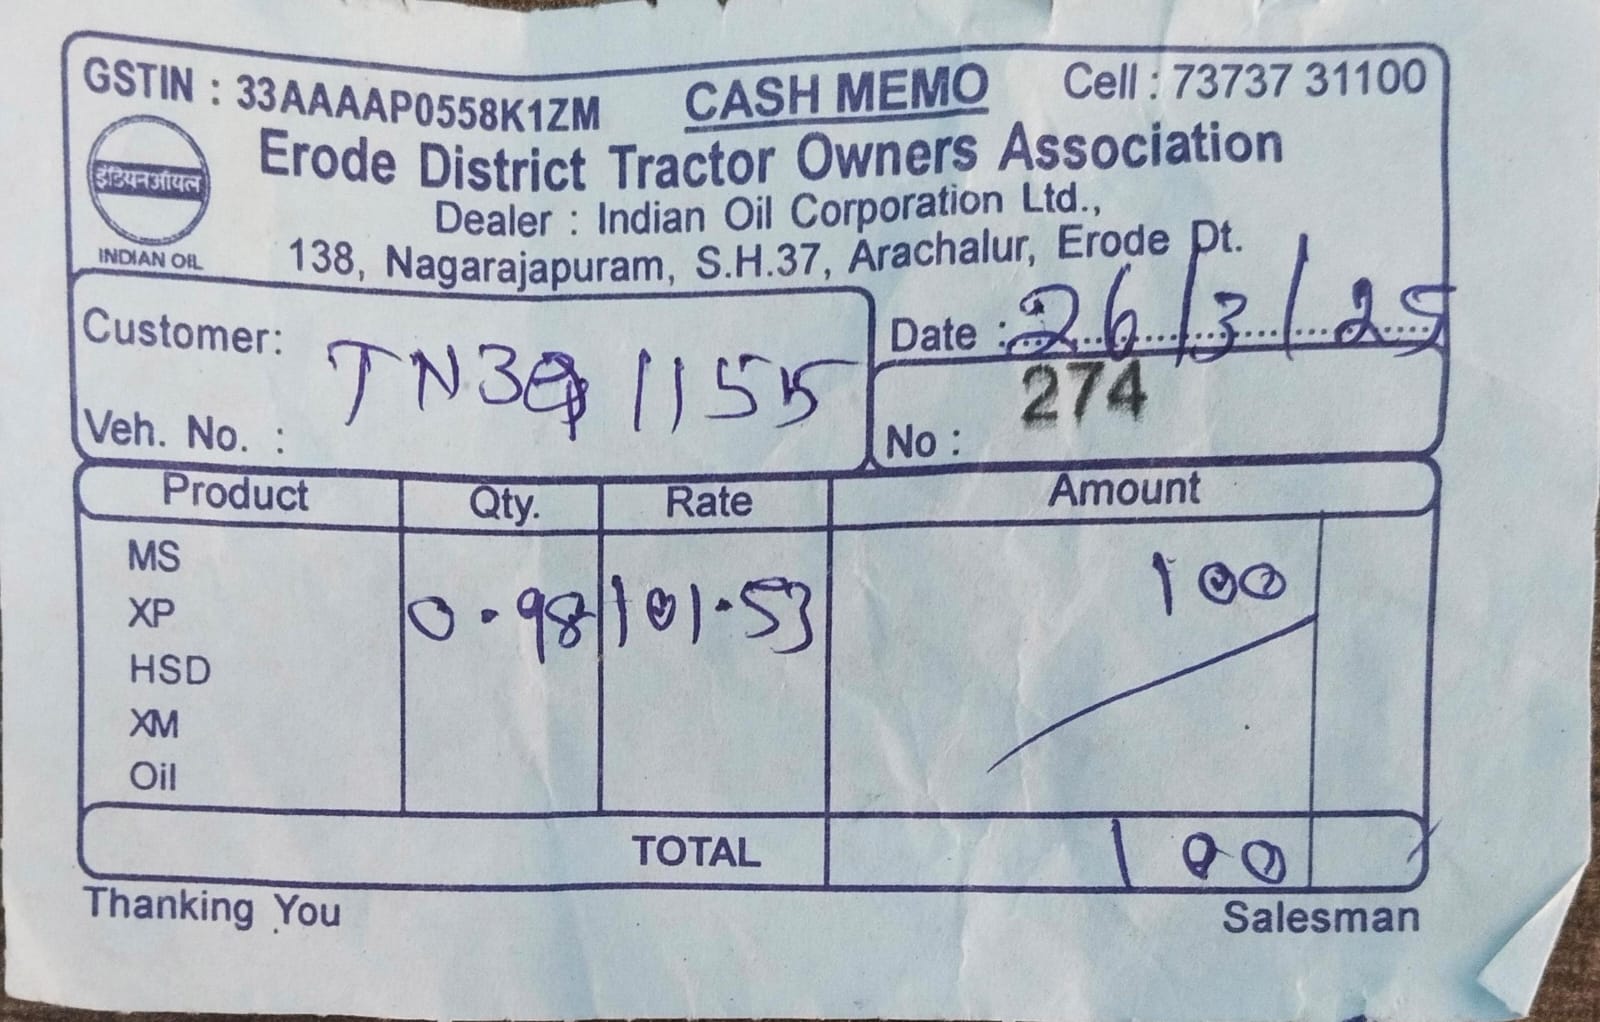 GSTIN : 33AAAAP0558K1ZM CASH MEMO Cell : 73737 31100
इंडियनऑयल
INDIAN OIL
Erode District Tractor Owners Association
Dealer : Indian Oil Corporation Ltd.,
138, Nagarajapuram, S.H.37, Arachalur, Erode Dt.
Customer:
Veh. No. :
1155
Date : 26/3/25
No : 274
Product Qty. Rate Amount
MS
XP 0.98 101.53 100
HSD
XM
Oil
TOTAL 100
Thanking You Salesman